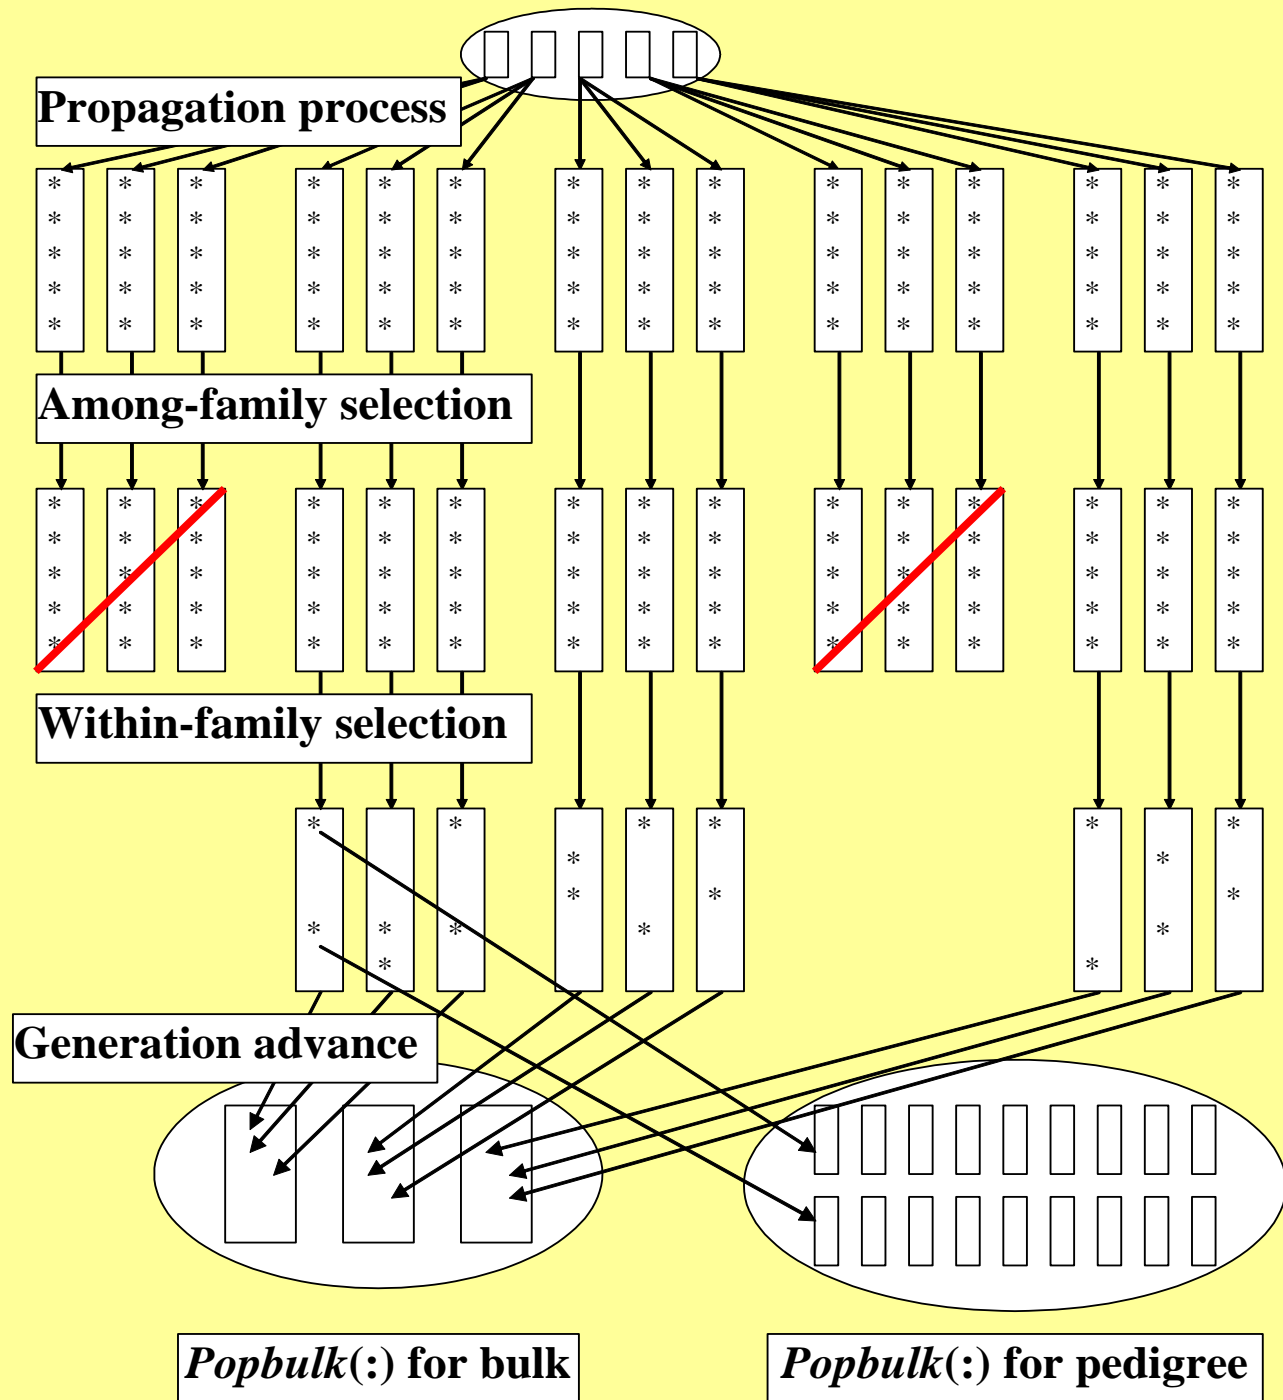 Propagation process
* * * * * * * * * * * * * * *
* * * * * * * * * * * * * * *
* * * * * * * * * * * * * * *
* * * * * * * * * * * * * * *
* * * * * * * * * * * * * * *
Among-family selection
* * * * * * * * * * * * * * *
* * * * * * * * * * * * * * *
* * * * * * * * * * * * * * *
* * * * * * * * * * * * * * *
* * * * * * * * * * * * * * *
Within-family selection
* * * * * *
* *
* * *
* * * * *
* *
Generation advance
Popbulk(:) for bulk
Popbulk(:) for pedigree